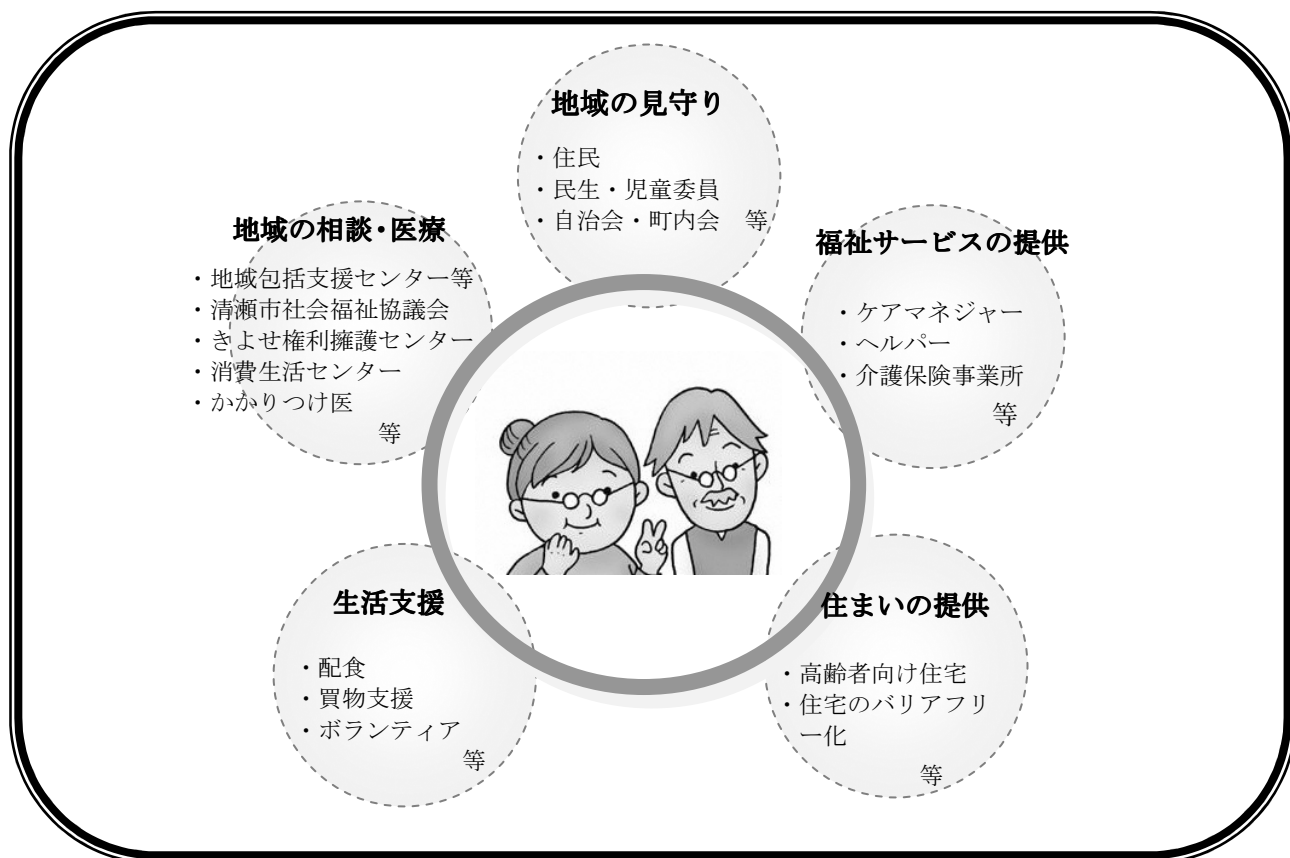 地域の見守り
・住民
・民生・児童委員
・自治会・町内会　等
地域の相談・医療
・地域包括支援センター等
・清瀬市社会福祉協議会
・きよせ権利擁護センター
・消費生活センター
・かかりつけ医
等
福祉サービスの提供
・ケアマネジャー
・ヘルパー
・介護保険事業所
等
生活支援
・配食
・買物支援
・ボランティア
等
住まいの提供
・高齢者向け住宅
・住宅のバリアフリ
ー化
等